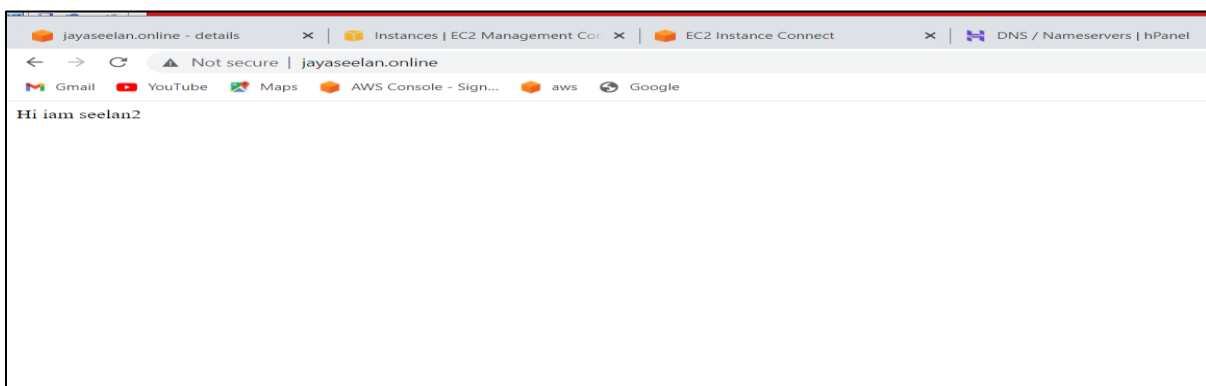 jayaseelan.online - details Instances | EC2 Management Con EC2 Instance Connect DNS / Nameservers | hPanel
Not secure | jayaseelan.online
Gmail YouTube Maps AWS Console - Sign... aws Google
Hi iam seelan2